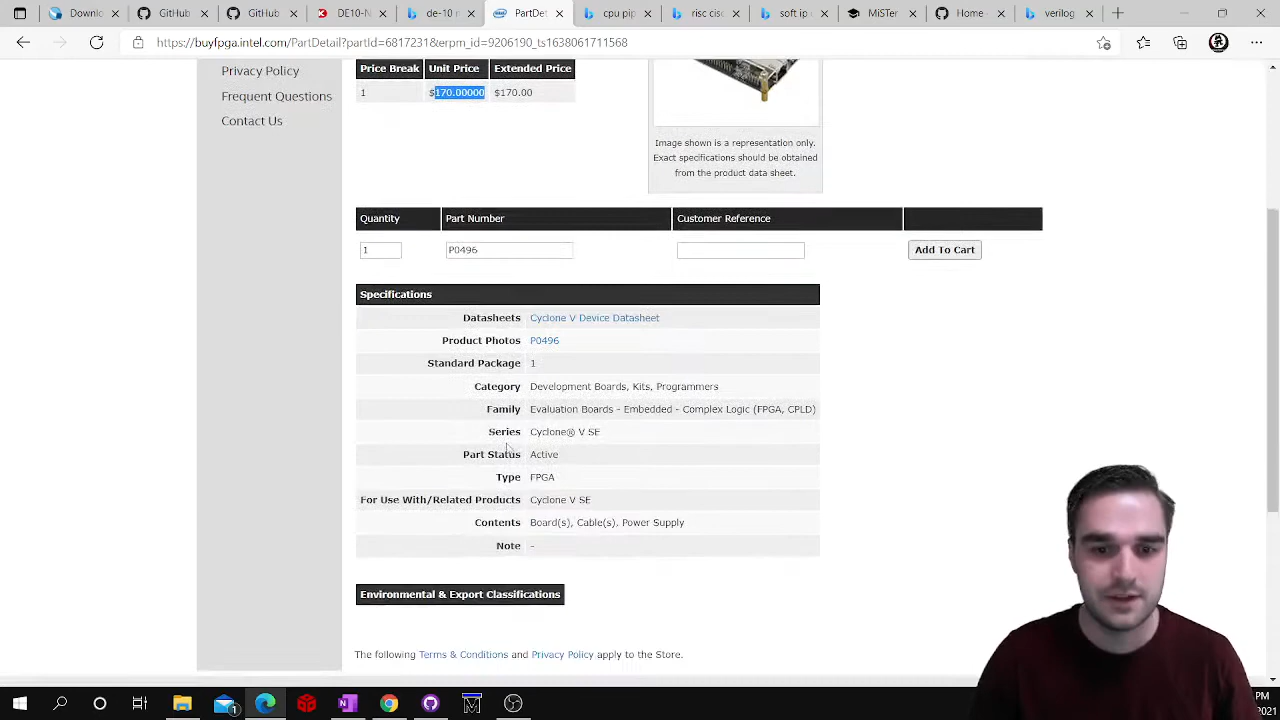 Downlo
GitHub
GitHub
DE10-N
de-10 n
PartDet
cpu pip
risc cisc
soft ip
MiSTer
Home
verilog
https://buyfpga.intel.com/PartDetail?partId=6817231&erpm_id=9206190_ts1638061711568
Privacy Policy
Frequent Questions
Contact Us
Price Break Unit Price Extended Price
1 $170.00000 $170.00
Image shown is a representation only.
Exact specifications should be obtained
from the product data sheet.
Quantity Part Number Customer Reference
1 P0496 Add To Cart
Specifications
Datasheets Cyclone V Device Datasheet
Product Photos P0496
Standard Package 1
Category Development Boards, Kits, Programmers
Family Evaluation Boards - Embedded - Complex Logic (FPGA, CPLD)
Series Cyclone® V SE
Part Status Active
Type FPGA
For Use With/Related Products Cyclone V SE
Contents Board(s), Cable(s), Power Supply
Note -
Environmental & Export Classifications
The following Terms & Conditions and Privacy Policy apply to the Store.
PM
2021